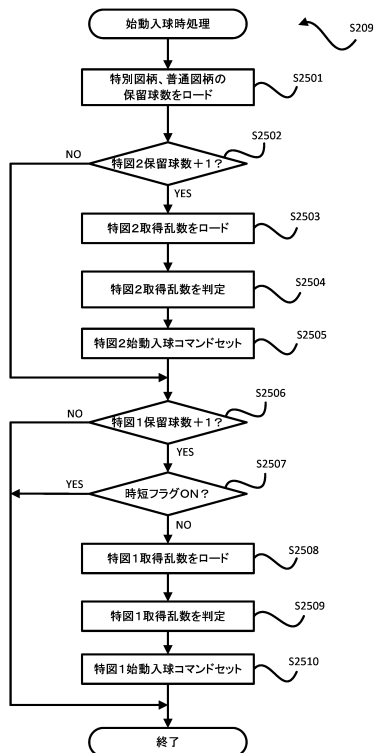 始動入球時処理
S209
特別図柄、普通図柄の
保留球数をロード
S2501
特図2保留球数+1?
S2502
NO
YES
特図2取得乱数をロード
S2503
特図2取得乱数を判定
S2504
特図2始動入球コマンドセット
S2505
特図1保留球数+1?
S2506
NO
YES
時短フラグON?
S2507
YES
NO
特図1取得乱数をロード
S2508
特図1取得乱数を判定
S2509
特図1始動入球コマンドセット
S2510
終了